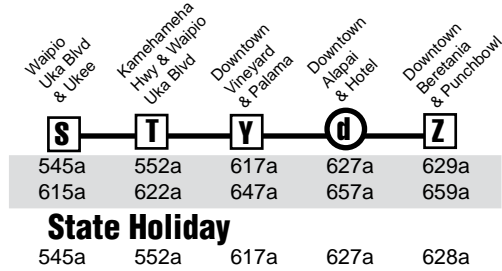 Waipio
Uka Blvd
& Ukee
Kamehameha
Hwy & Waipio
Uka Blvd
Downtown
Vineyard
& Palama
Downtown
Alapai
& Hotel
Downtown
Beretania
& Punchbowl
S T Y d Z
545a 552a 617a 627a 629a
615a 622a 647a 657a 659a
State Holiday
545a 552a 617a 627a 628a